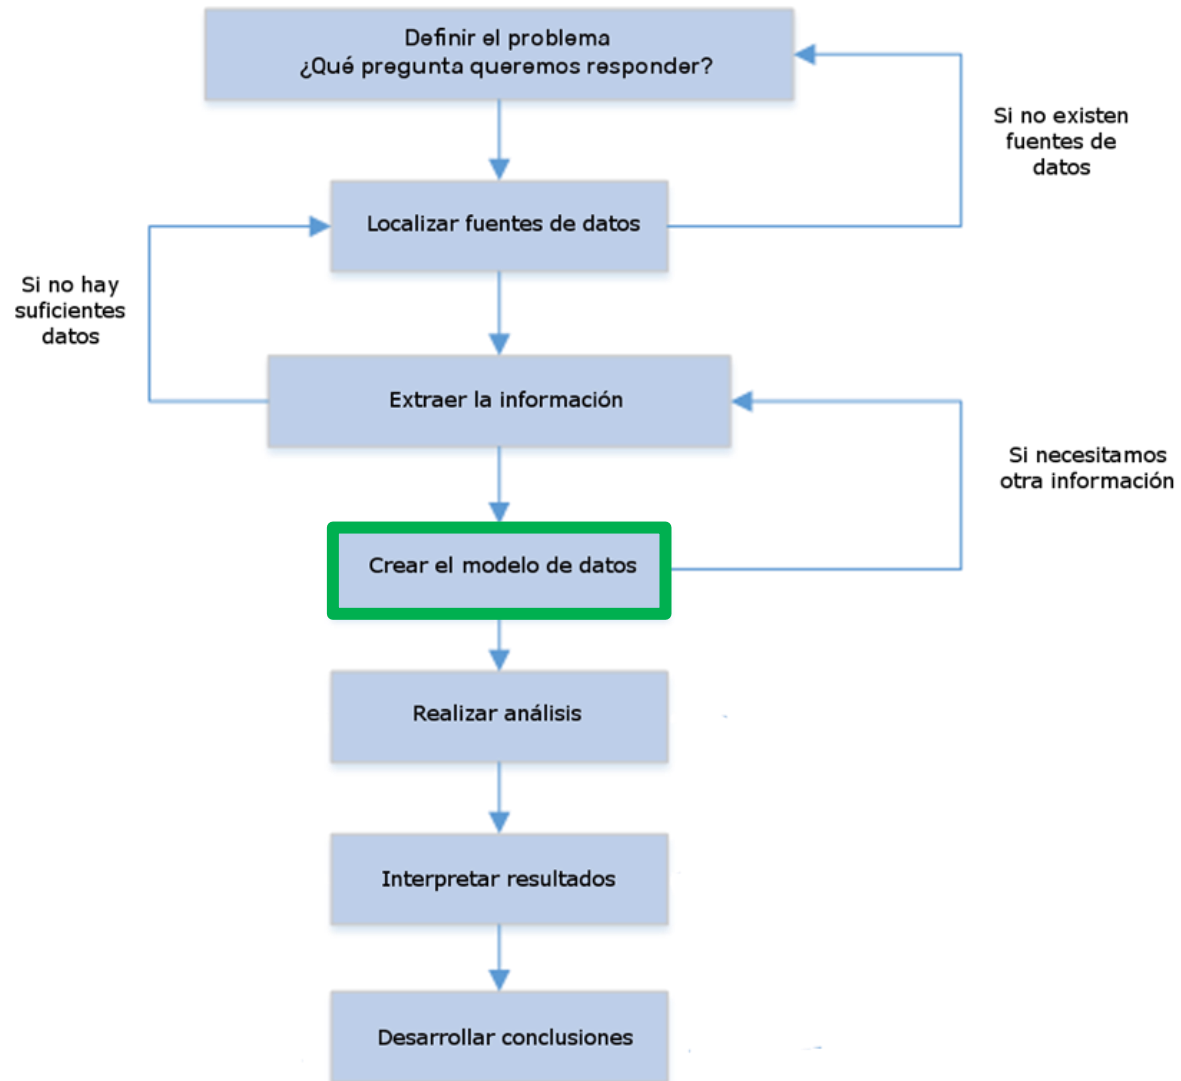 Definir el problema
¿Qué pregunta queremos responder?
Si no existen
fuentes de
datos
Localizar fuentes de datos
Si no hay
suficientes
datos
Extraer la información
Si necesitamos
otra información
Crear el modelo de datos
Realizar análisis
Interpretar resultados
Desarrollar conclusiones